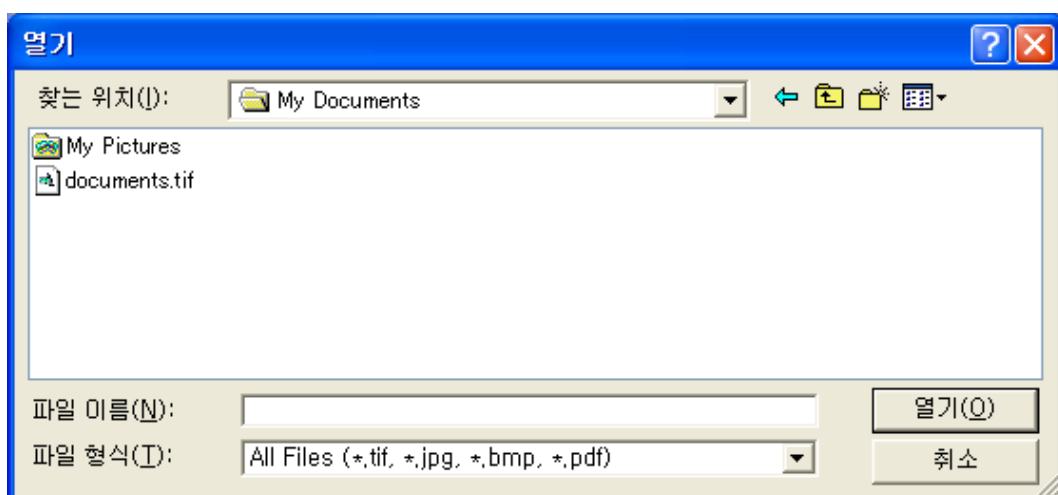 열기
찾는 위치(I):
My Documents
My Pictures
documents.tif
파일 이름(N):
열기(O)
파일 형식(T):
All Files (*.tif, *.jpg, *.bmp, *.pdf)
취소